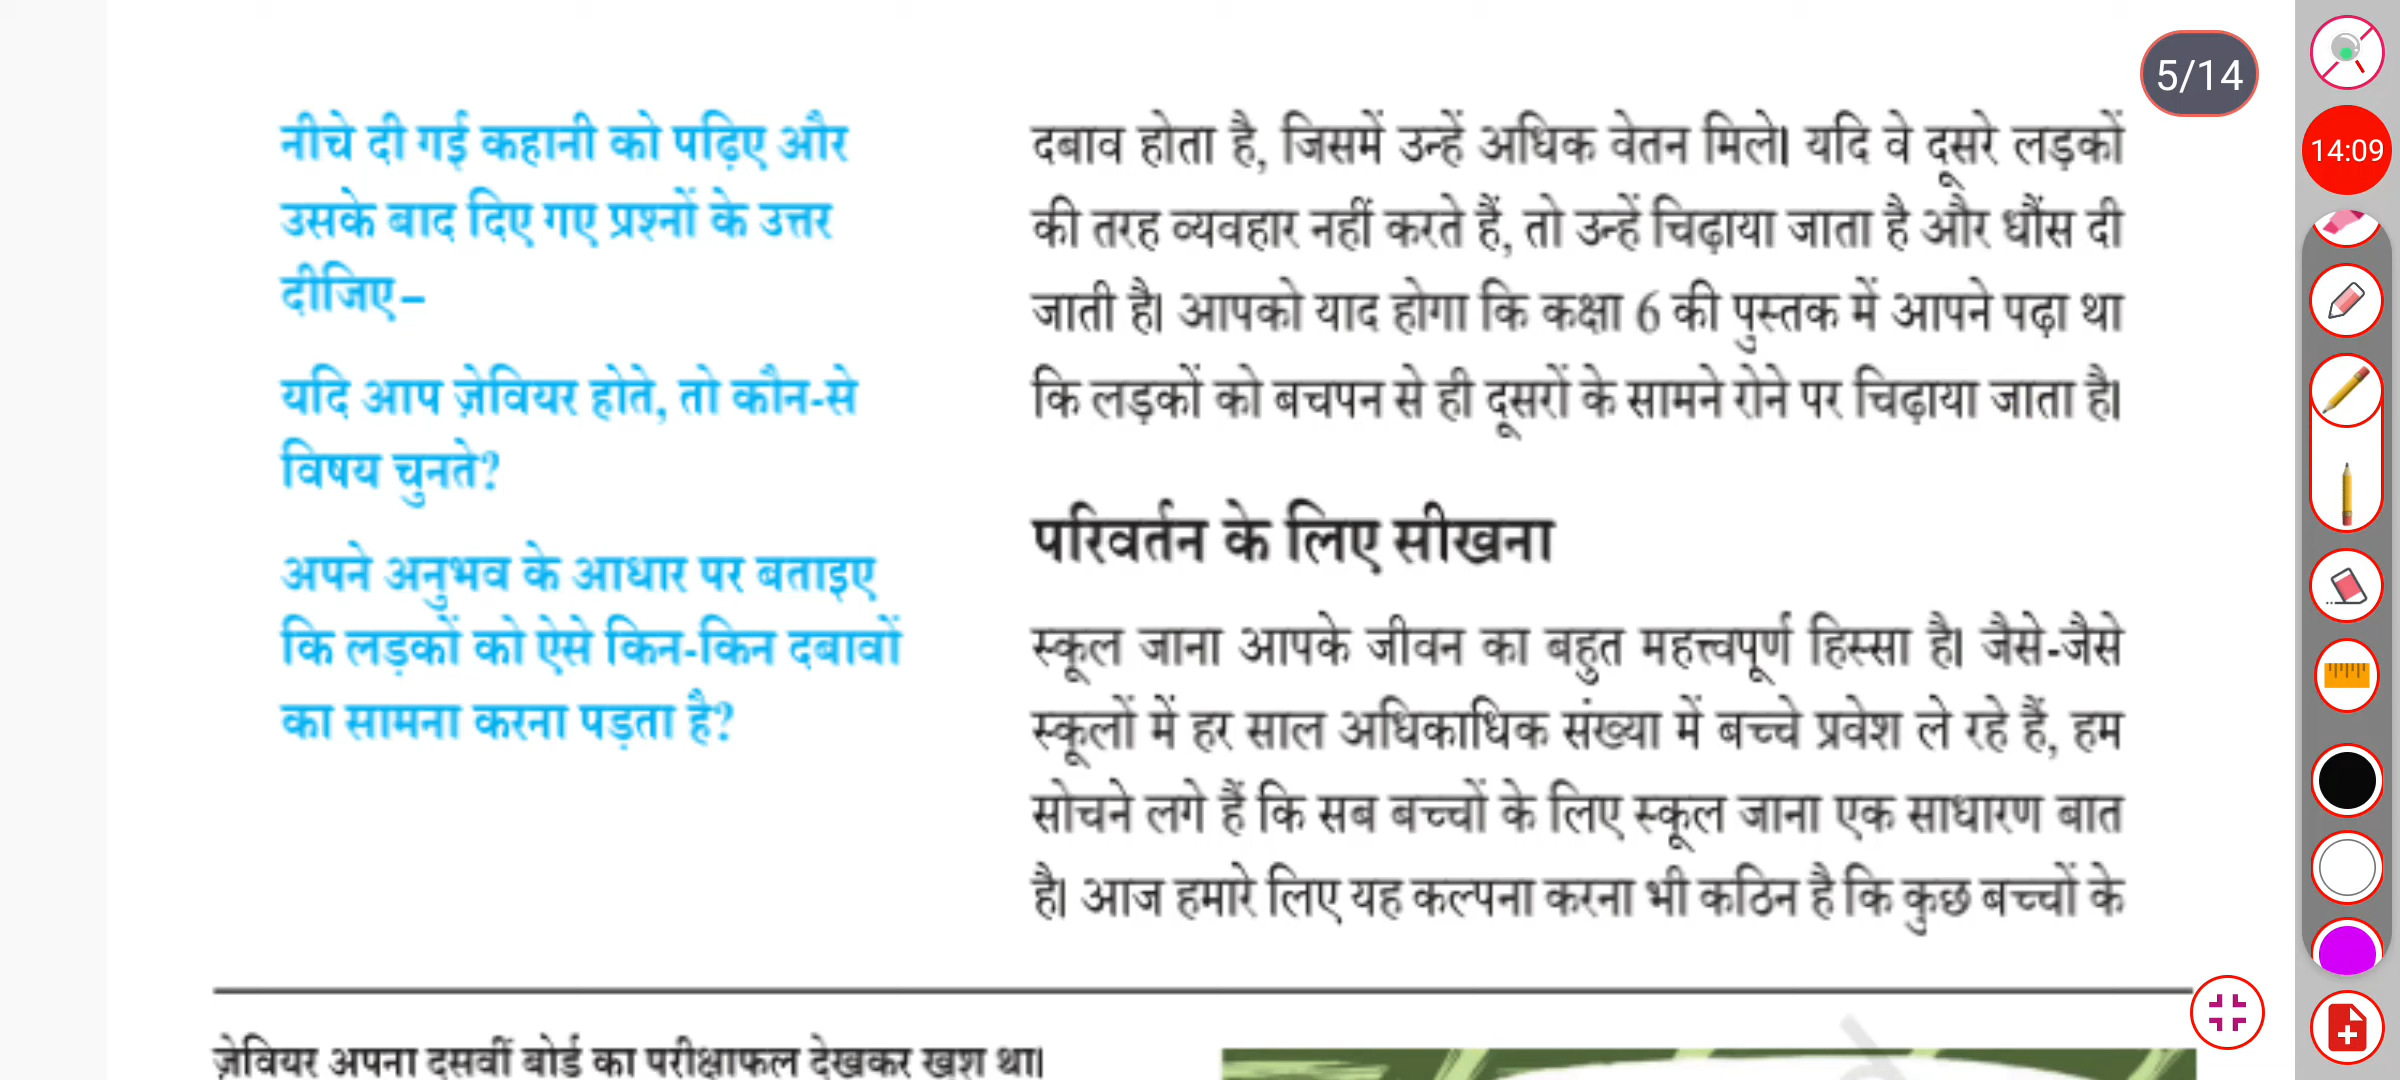 नीचे दी गई कहानी को पढ़िए और
उसके बाद दिए गए प्रश्नों के उत्तर
दीजिए–
यदि आप ज़ेवियर होते, तो कौन-से
विषय चुनते?
अपने अनुभव के आधार पर बताइए
कि लड़कों को ऐसे किन-किन दबावों
का सामना करना पड़ता है?
दबाव होता है, जिसमें उन्हें अधिक वेतन मिले। यदि वे दूसरे लड़कों
की तरह व्यवहार नहीं करते हैं, तो उन्हें चिढ़ाया जाता है और धौंस दी
जाती है। आपको याद होगा कि कक्षा 6 की पुस्तक में आपने पढ़ा था
कि लड़कों को बचपन से ही दूसरों के सामने रोने पर चिढ़ाया जाता है।
परिवर्तन के लिए सीखना
स्कूल जाना आपके जीवन का बहुत महत्त्वपूर्ण हिस्सा है। जैसे-जैसे
स्कूलों में हर साल अधिकाधिक संख्या में बच्चे प्रवेश ले रहे हैं, हम
सोचने लगे हैं कि सब बच्चों के लिए स्कूल जाना एक साधारण बात
है। आज हमारे लिए यह कल्पना करना भी कठिन है कि कुछ बच्चों के
ज़ेवियर अपना दसवीं बोर्ड का परीक्षाफल देखकर खुश था।
5/14
14:09